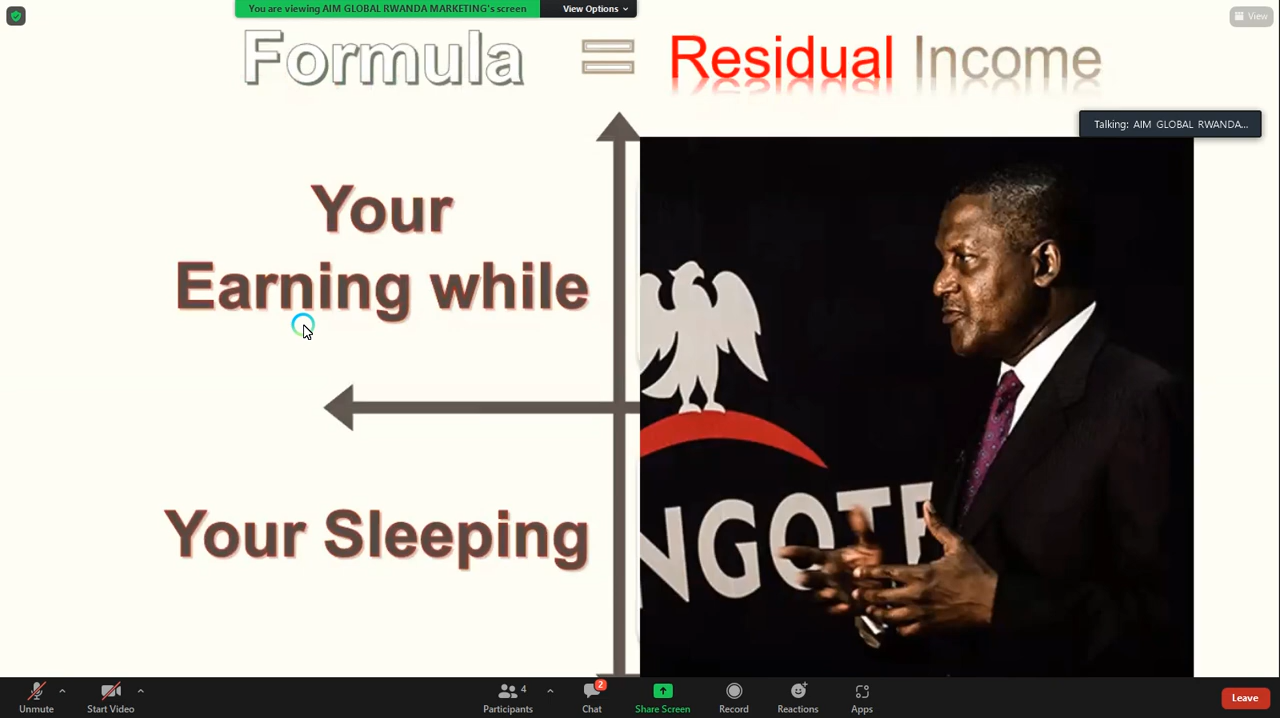 You are viewing AIM GLOBAL RWANDA MARKETING's screen
View Options
View
Formula = Residual Income
Talking: AIM GLOBAL RWANDA...
Your
Earning while
Your Sleeping
NGOTE
Unmute
Start Video
Participants
4
Chat
2
Share Screen
Record
Reactions
Apps
Leave